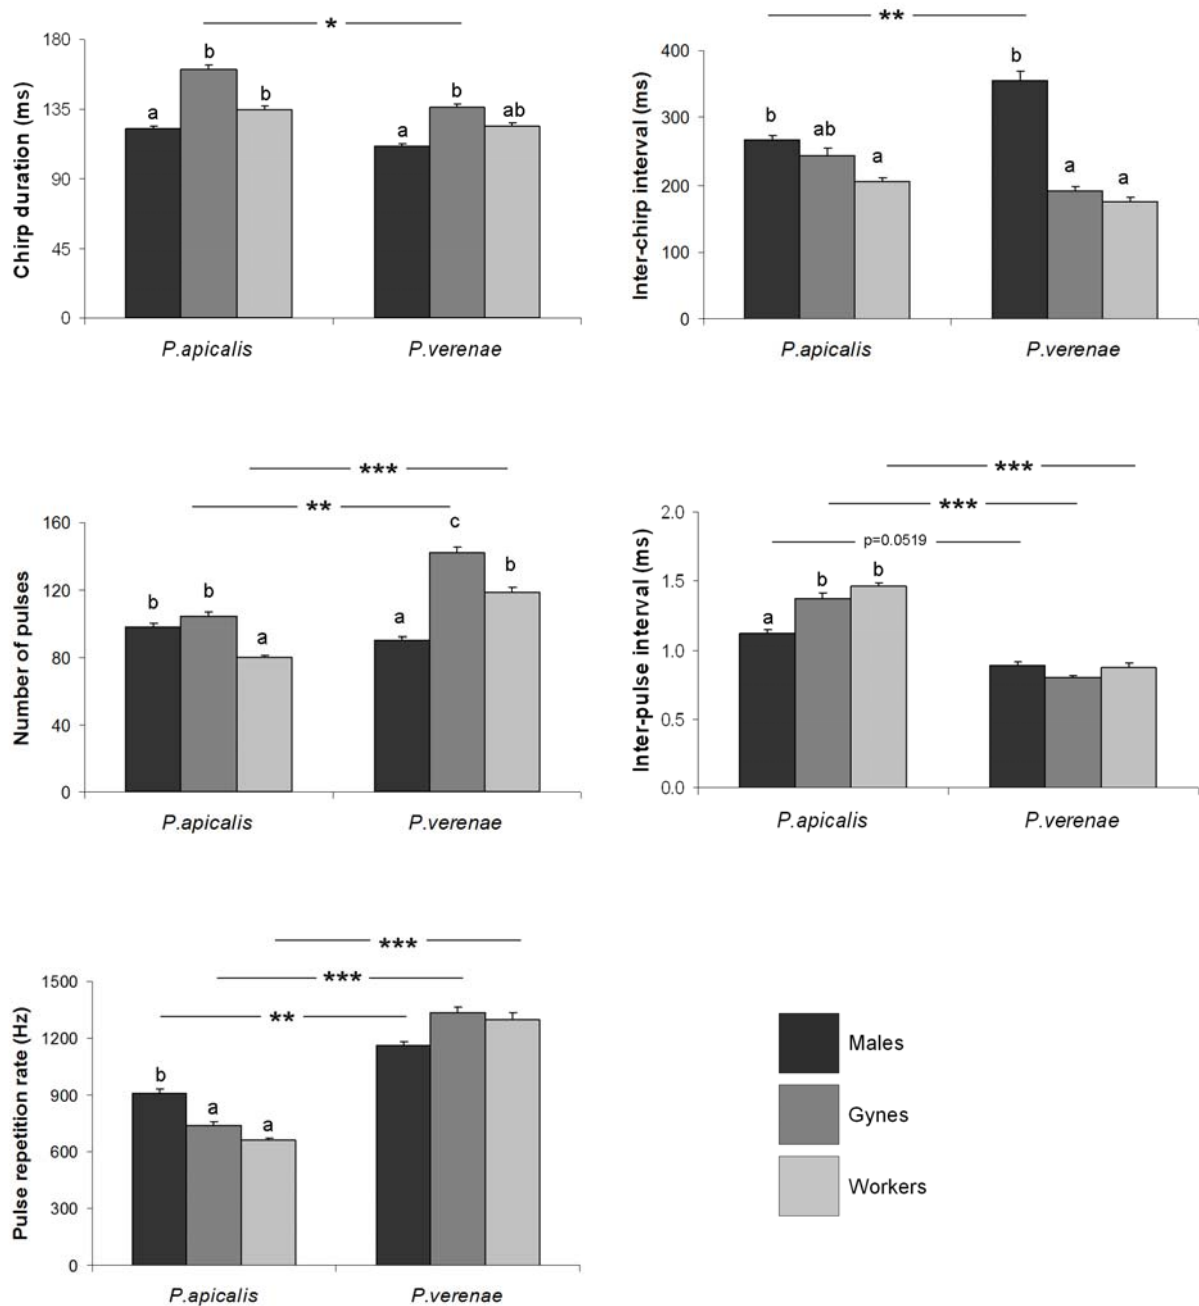 *
180
b
135
b
a
b
ab
a
90
45
0
Chirp duration (ms)
P.apicalis
P.verenae
**
400
b
300
b
ab
a
a
a
200
100
0
Inter-chirp interval (ms)
P.apicalis
P.verenae
***
**
160
c
120
b
b
b
a
a
80
40
0
Number of pulses
P.apicalis
P.verenae
***
***
2.0
p=0.0519
1.5
b
b
a
1.0
0.5
0.0
Inter-pulse interval (ms)
P.apicalis
P.verenae
***
***
**
1500
1200
900
b
a
a
600
300
0
Pulse repetition rate (Hz)
P.apicalis
P.verenae
Males
Gynes
Workers